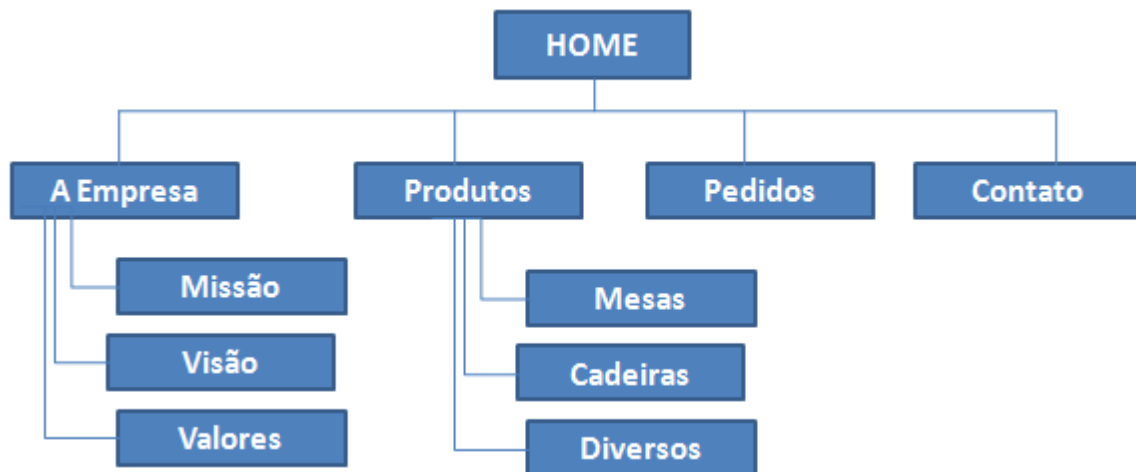 HOME
A Empresa
Produtos
Pedidos
Contato
Missão
Visão
Valores
Mesas
Cadeiras
Diversos